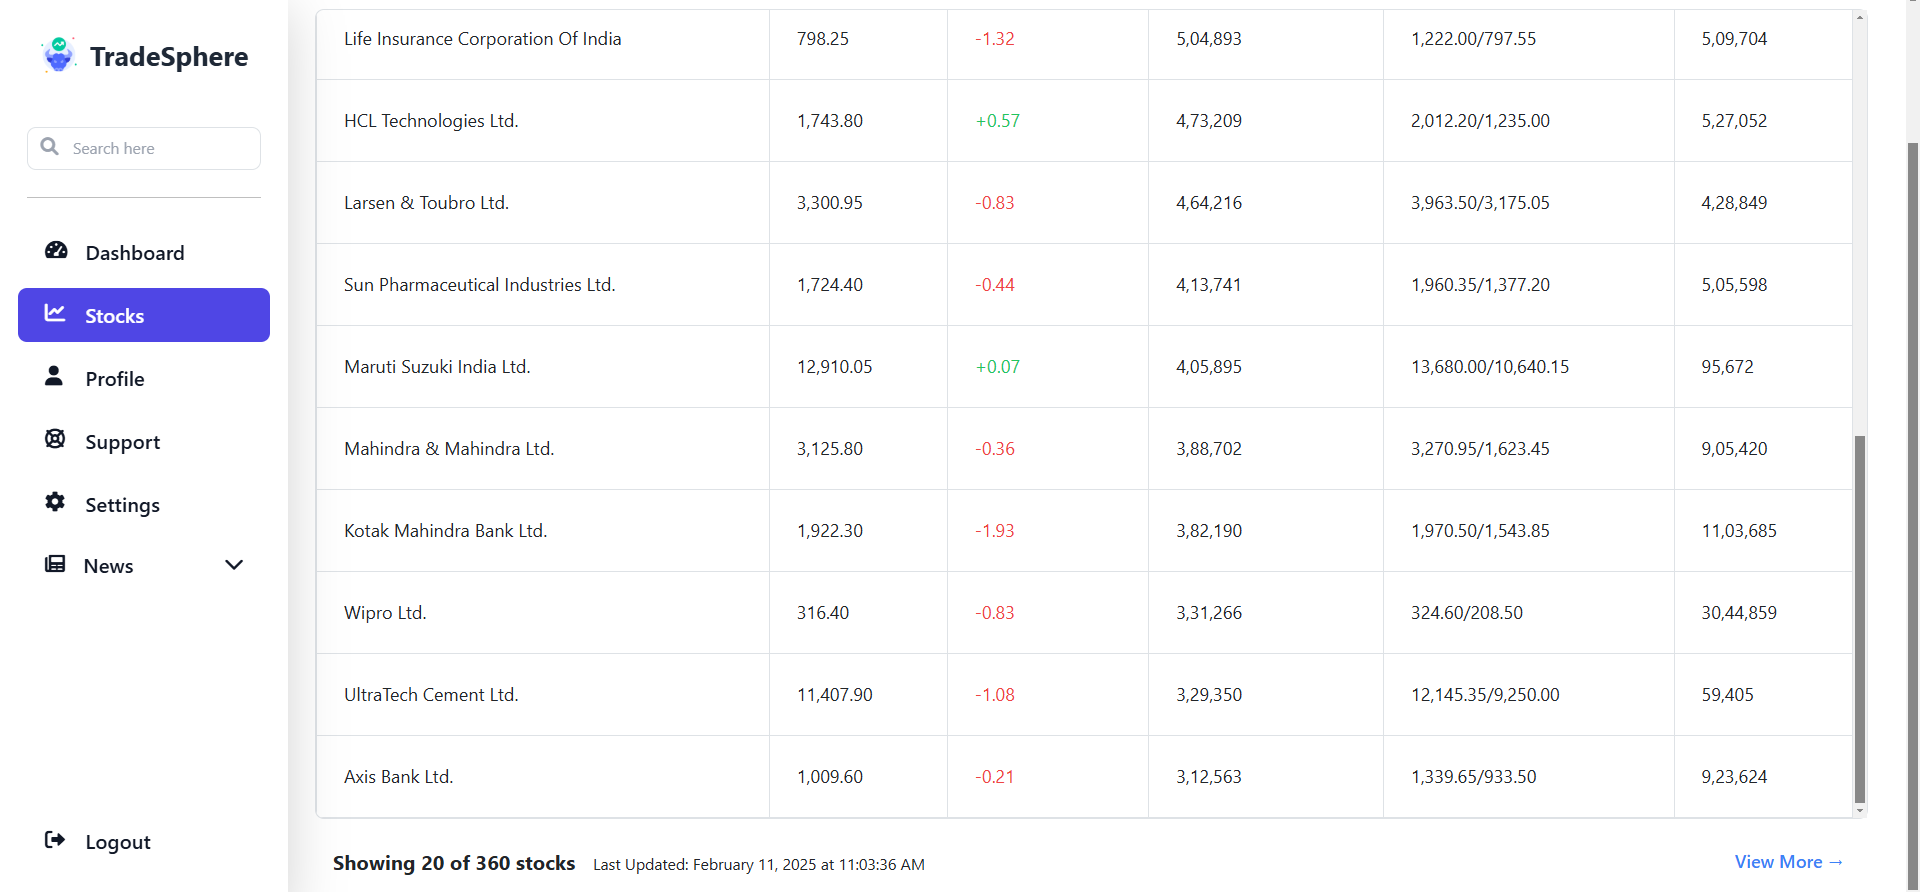 TradeSphere
Search here
Dashboard
Stocks
Profile
Support
Settings
News
Logout
Life Insurance Corporation Of India 798.25 -1.32 5,04,893 1,222.00/797.55 5,09,704
HCL Technologies Ltd. 1,743.80 +0.57 4,73,209 2,012.20/1,235.00 5,27,052
Larsen & Toubro Ltd. 3,300.95 -0.83 4,64,216 3,963.50/3,175.05 4,28,849
Sun Pharmaceutical Industries Ltd. 1,724.40 -0.44 4,13,741 1,960.35/1,377.20 5,05,598
Maruti Suzuki India Ltd. 12,910.05 +0.07 4,05,895 13,680.00/10,640.15 95,672
Mahindra & Mahindra Ltd. 3,125.80 -0.36 3,88,702 3,270.95/1,623.45 9,05,420
Kotak Mahindra Bank Ltd. 1,922.30 -1.93 3,82,190 1,970.50/1,543.85 11,03,685
Wipro Ltd. 316.40 -0.83 3,31,266 324.60/208.50 30,44,859
UltraTech Cement Ltd. 11,407.90 -1.08 3,29,350 12,145.35/9,250.00 59,405
Axis Bank Ltd. 1,009.60 -0.21 3,12,563 1,339.65/933.50 9,23,624
Showing 20 of 360 stocks Last Updated: February 11, 2025 at 11:03:36 AM View More →